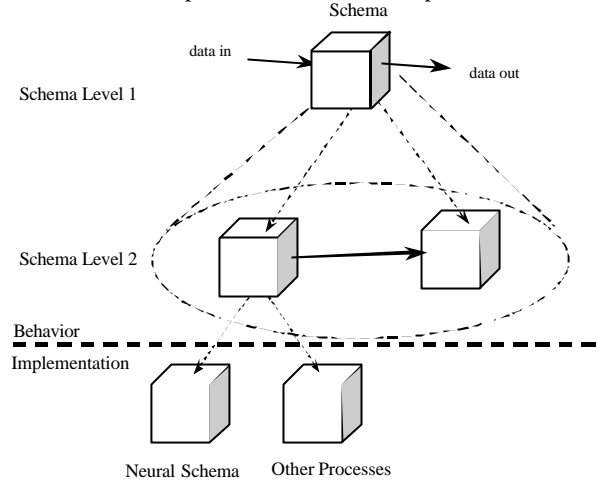 Schema
data in
data out
Schema Level 1
Schema Level 2
Behavior
Implementation
Neural Schema
Other Processes